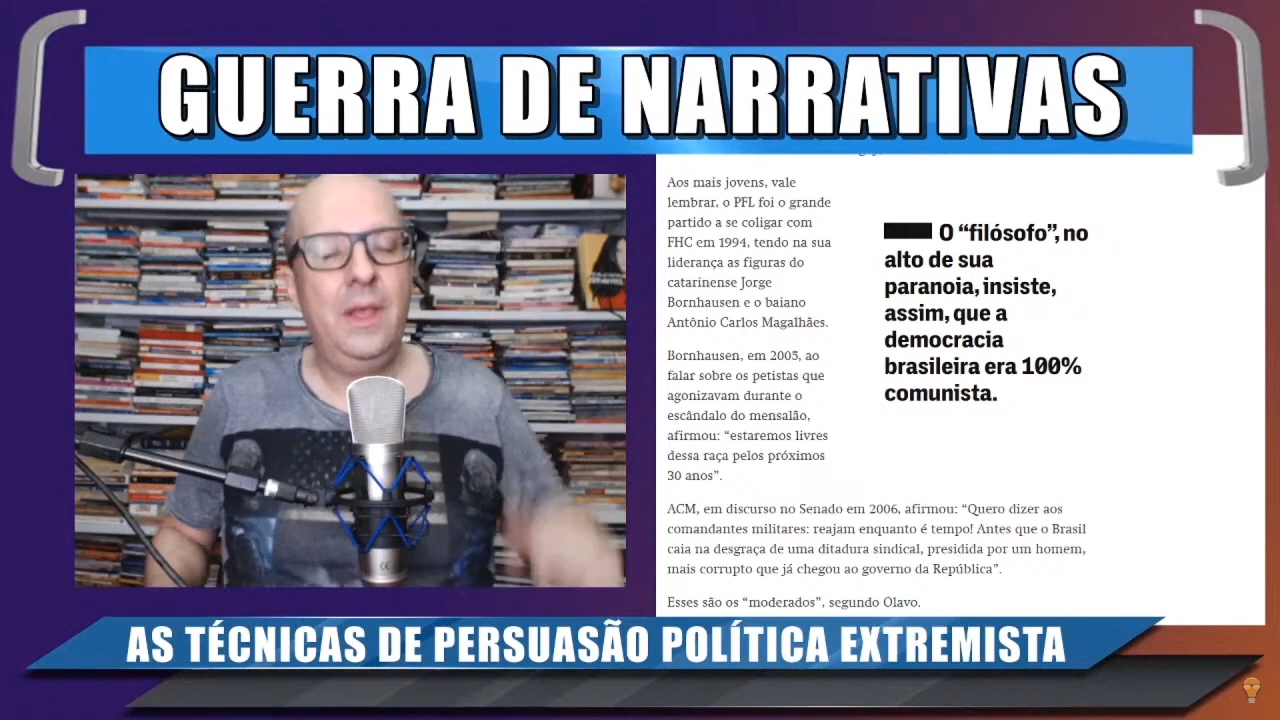 GUERRA DE NARRATIVAS
Aos mais jovens, vale
lembrar, o PFL foi o grande
partido a se coligar com
FHC em 1994, tendo na sua
liderança as figuras do
catarinense Jorge
Bornhausen e o baiano
Antônio Carlos Magalhães.
Bornhausen, em 2005, ao
falar sobre os petistas que
agonizavam durante o
escândalo do mensalão,
afirmou: “estaremos livres
dessa raça pelos próximos
30 anos”.
O “filósofo”, no
alto de sua
paranoia, insiste,
assim, que a
democracia
brasileira era 100%
comunista.
ACM, em discurso no Senado em 2006, afirmou: “Quero dizer aos
comandantes militares: reajam enquanto é tempo! Antes que o Brasil
caia na desgraça de uma ditadura sindical, presidida por um homem,
mais corrupto que já chegou ao governo da República”.
Esses são os “moderados”, segundo Olavo.
AS TÉCNICAS DE PERSUASÃO POLÍTICA EXTREMISTA